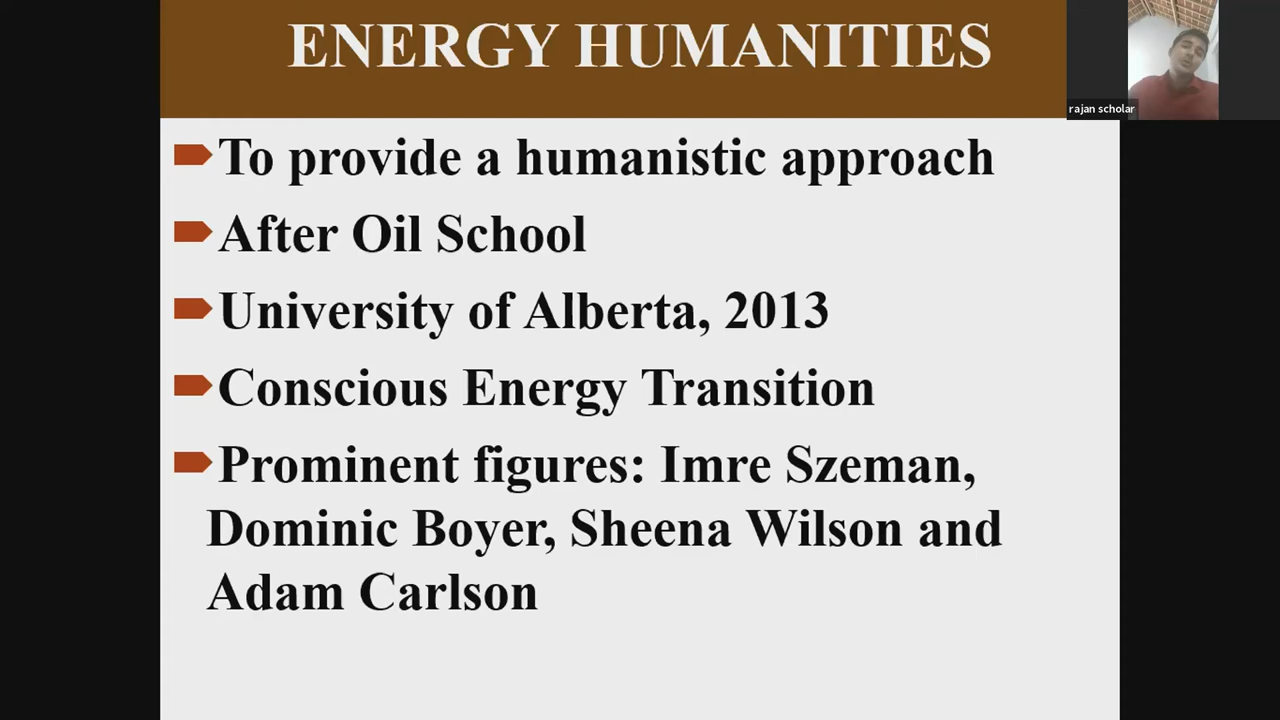 ENERGY HUMANITIES
rajan scholar
To provide a humanistic approach
After Oil School
University of Alberta, 2013
Conscious Energy Transition
Prominent figures: Imre Szeman,
Dominic Boyer, Sheena Wilson and
Adam Carlson